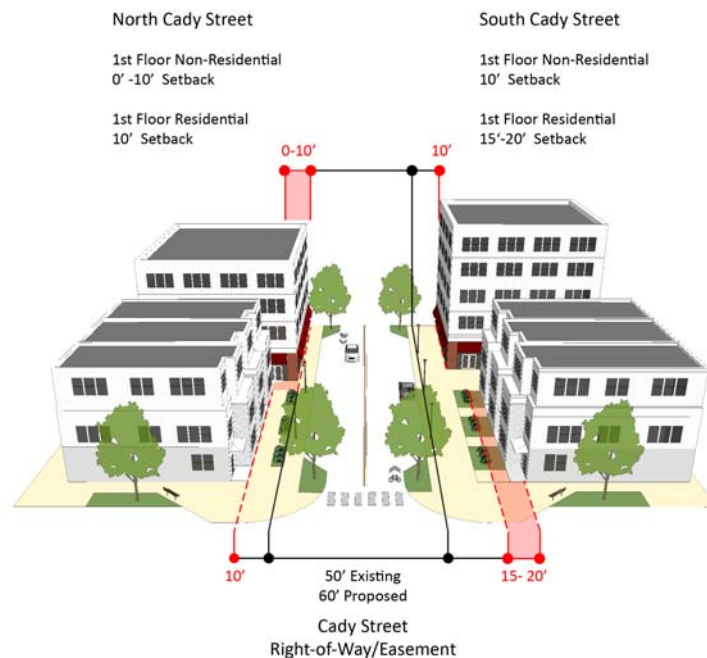 North Cady Street
1st Floor Non-Residential
0’ -10’ Setback
1st Floor Residential
10’ Setback
South Cady Street
1st Floor Non-Residential
10’ Setback
1st Floor Residential
15’-20’ Setback
0-10’
10’
10’
50’ Existing
60’ Proposed
15- 20’
Cady Street
Right-of-Way/Easement